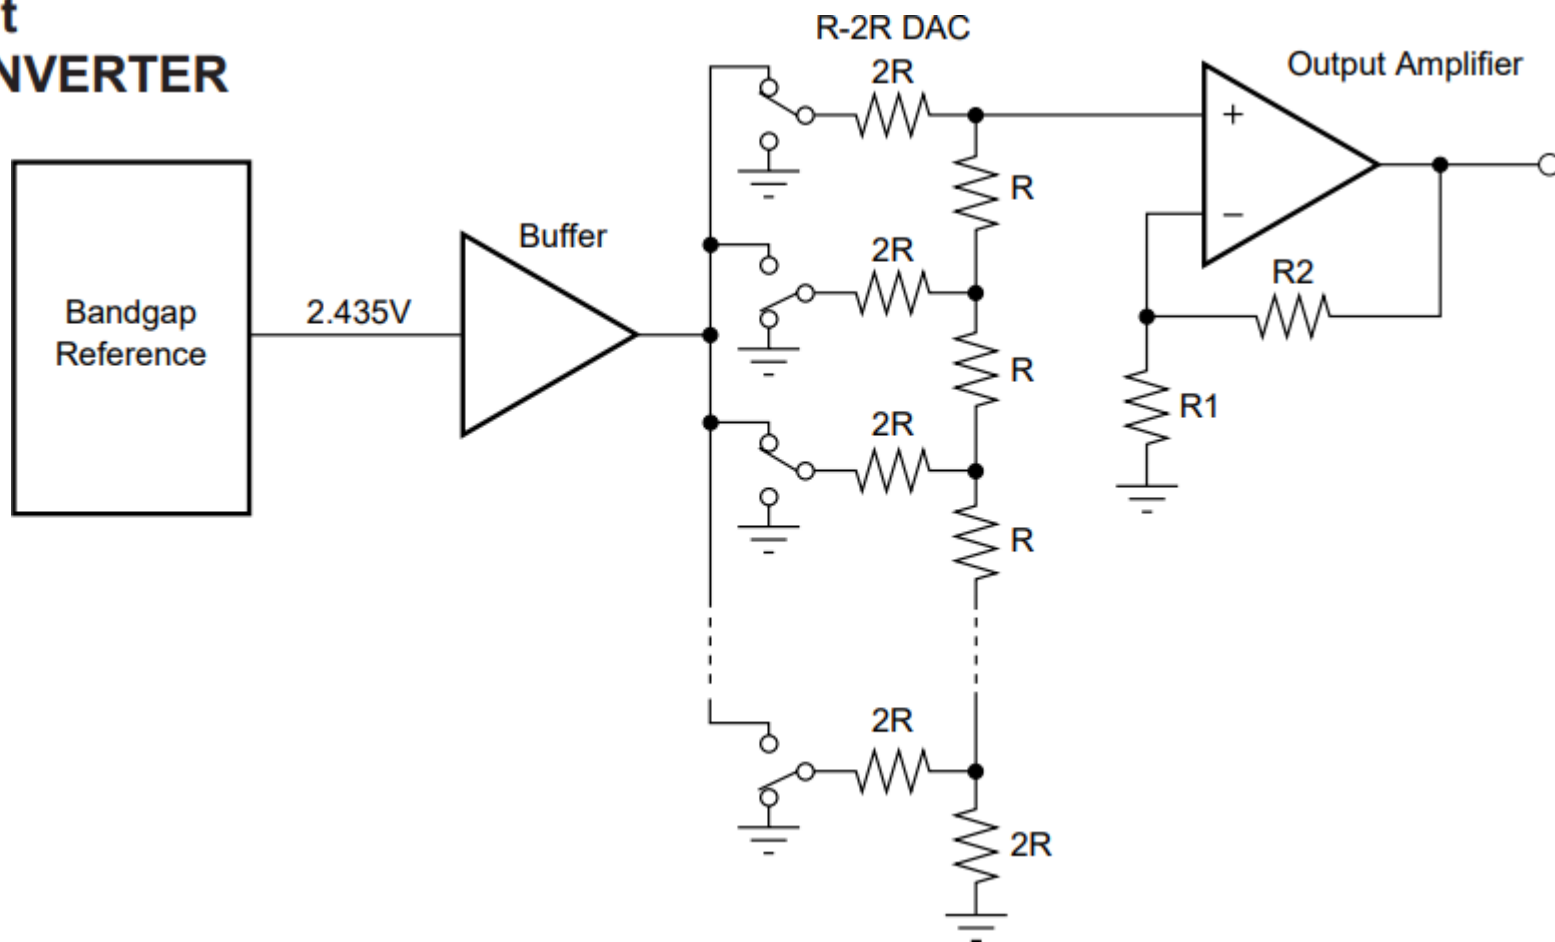 t
NVERTER
R-2R DAC
Output Amplifier
2R
+
R
Buffer
−
2R
R2
Bandgap
Reference
2.435V
R
2R
R1
R
2R
2R